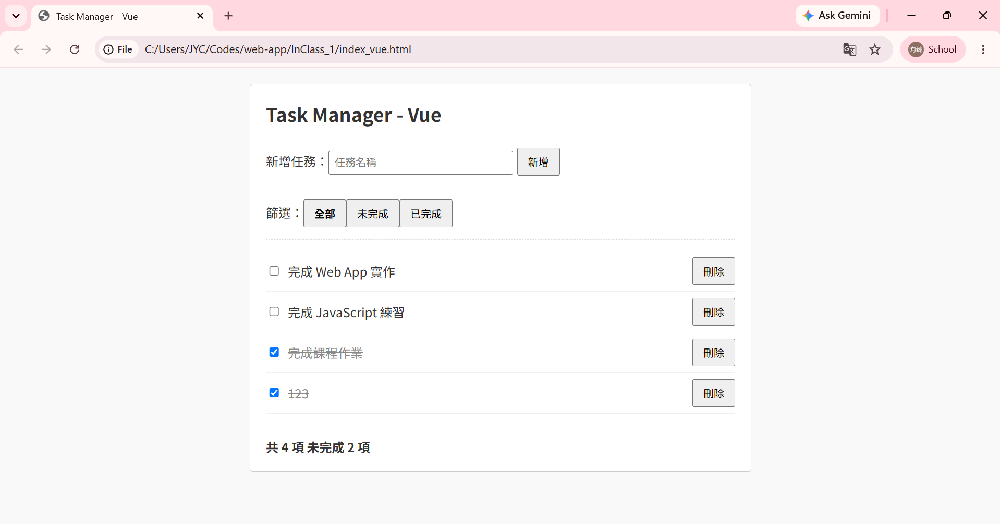 Task Manager - Vue
Ask Gemini
File C:/Users/JYC/Codes/web-app/InClass_1/index_vue.html 昀臻 School
Task Manager - Vue
新增任務： 任務名稱 新增
篩選： 全部 未完成 已完成
完成 Web App 實作 刪除
完成 JavaScript 練習 刪除
完成課程作業 刪除
123 刪除
共 4 項 未完成 2 項